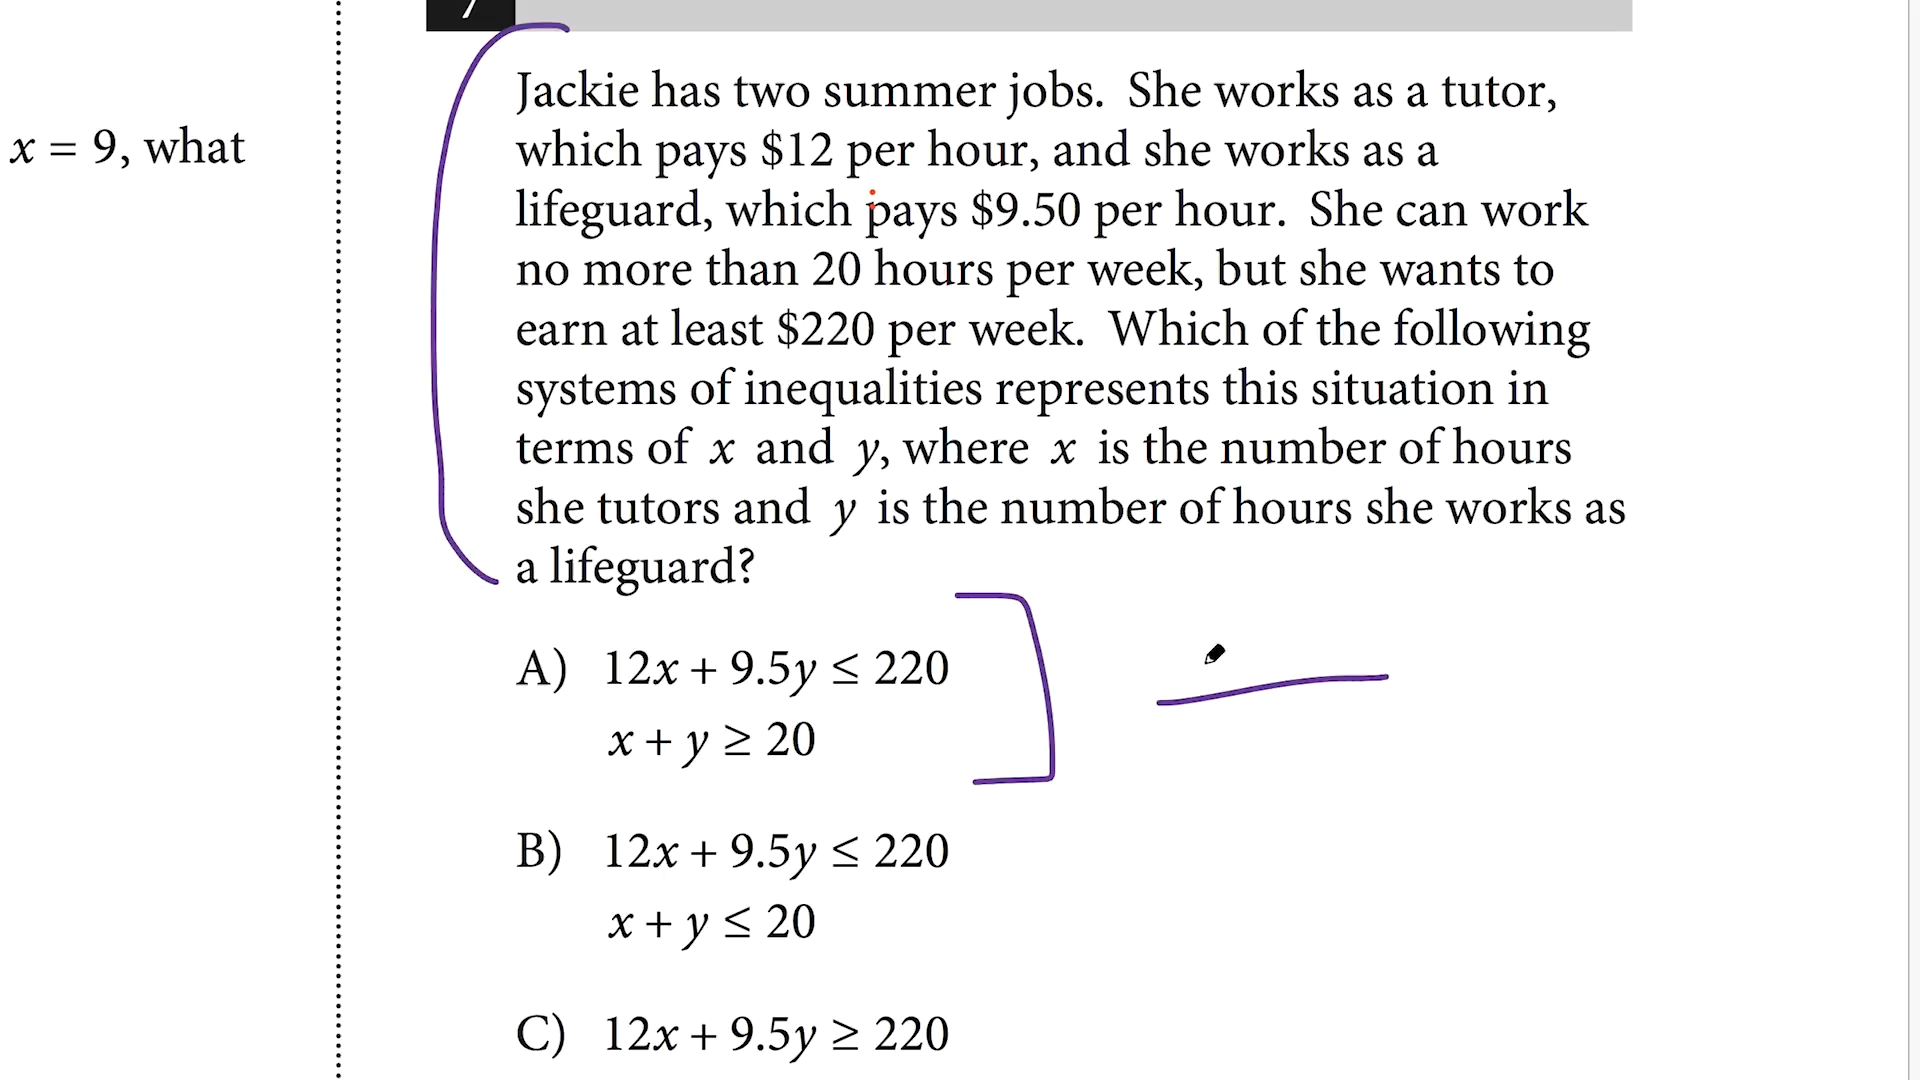 7
x = 9, what
Jackie has two summer jobs. She works as a tutor,
which pays $12 per hour, and she works as a
lifeguard, which pays $9.50 per hour. She can work
no more than 20 hours per week, but she wants to
earn at least $220 per week. Which of the following
systems of inequalities represents this situation in
terms of x and y, where x is the number of hours
she tutors and y is the number of hours she works as
a lifeguard?
A) 12x + 9.5y ≤ 220
x + y ≥ 20
B) 12x + 9.5y ≤ 220
x + y ≤ 20
C) 12x + 9.5y ≥ 220